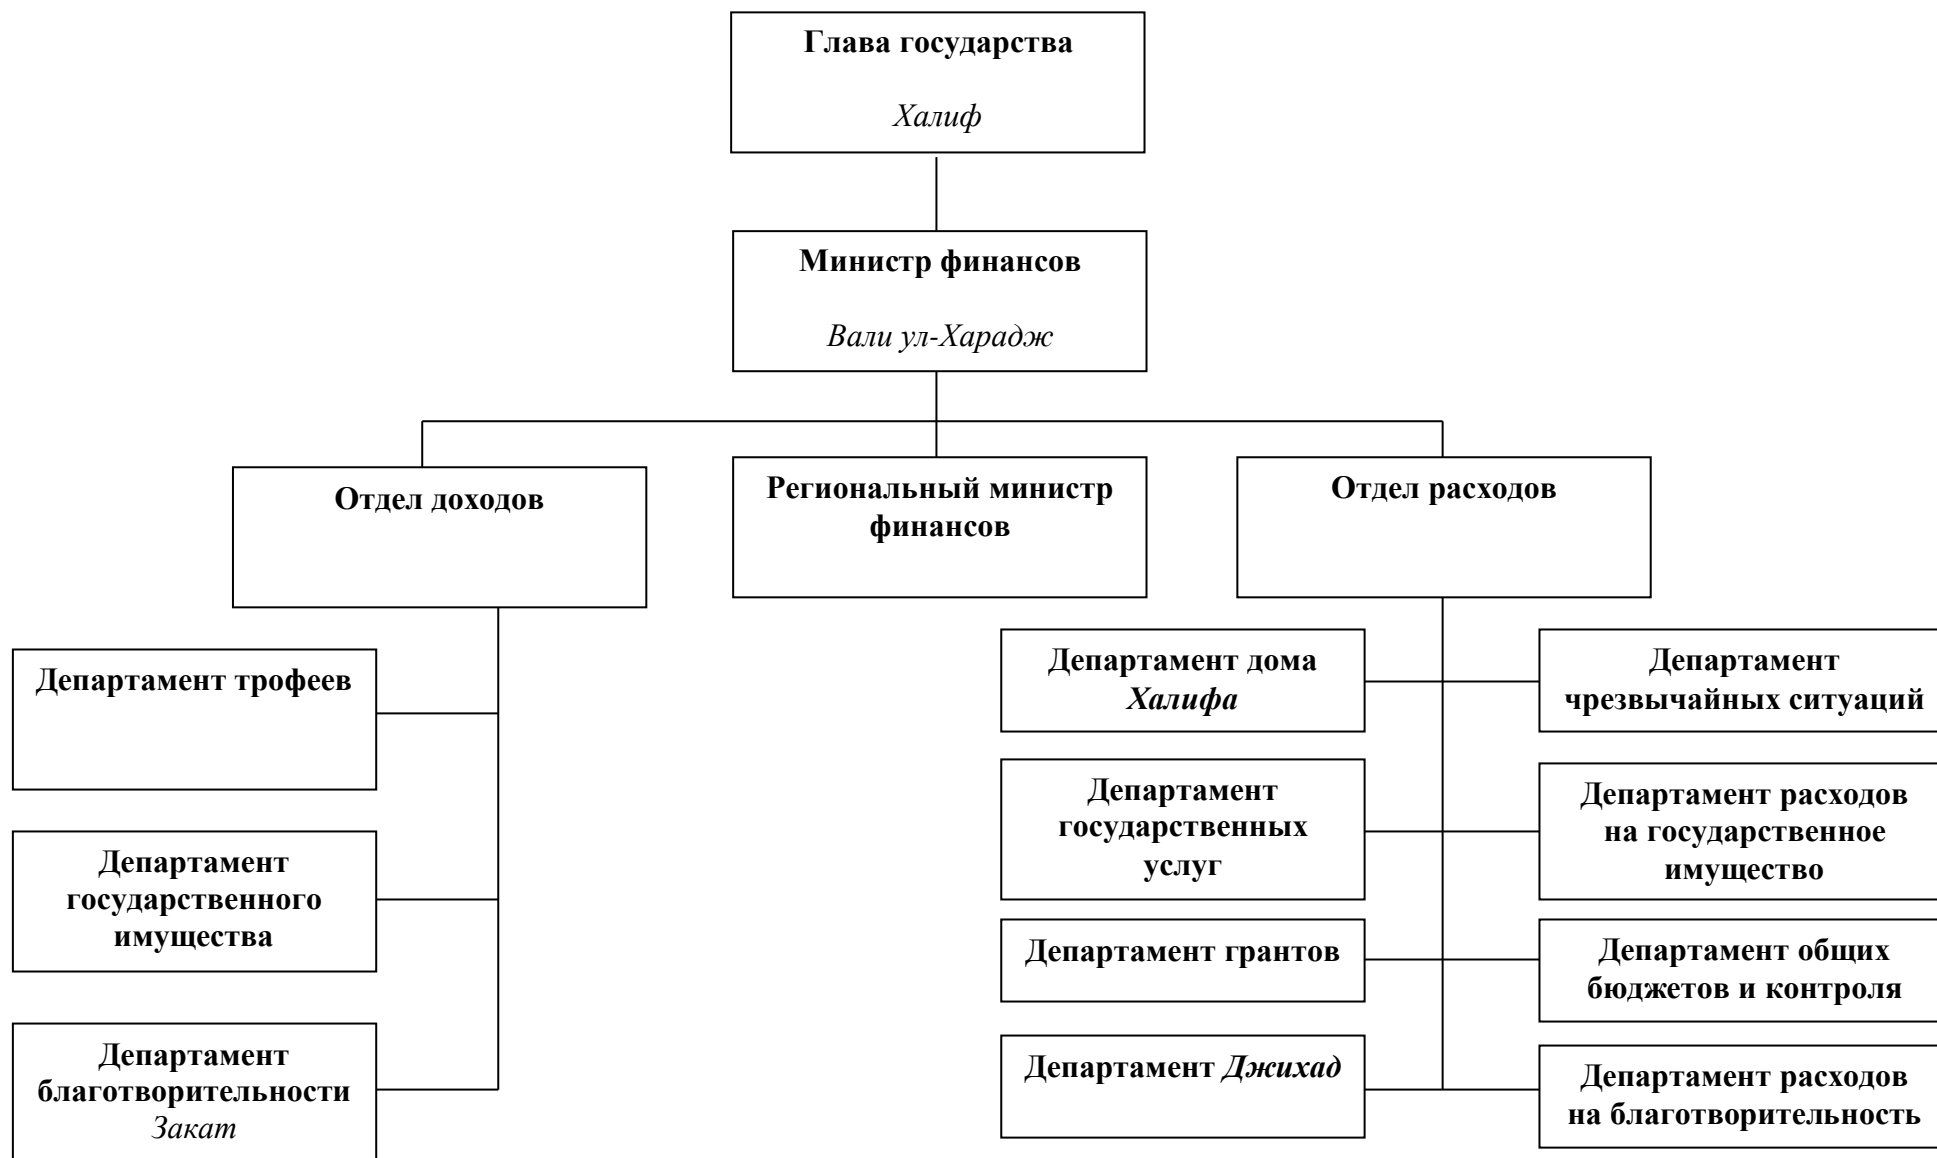 Глава государства
Халиф
Министр финансов
Вали ул-Харадж
Отдел доходов
Региональный министр
финансов
Отдел расходов
Департамент трофеев
Департамент
государственного
имущества
Департамент
благотворительности
Закат
Департамент дома
Халифа
Департамент
чрезвычайных ситуаций
Департамент
государственных
услуг
Департамент расходов
на государственное
имущество
Департамент грантов
Департамент общих
бюджетов и контроля
Департамент Джихад
Департамент расходов
на благотворительность